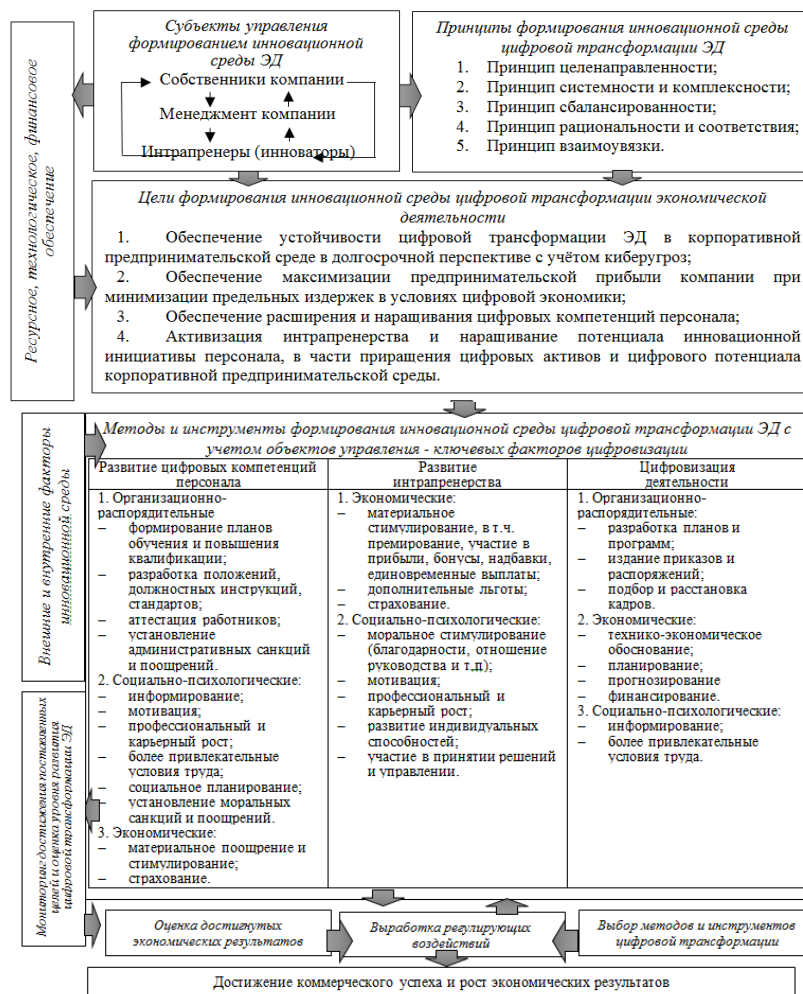 Ресурсное, технологическое, финансовое
обеспечение
Субъекты управления
формированием инновационной
среды ЭД
Собственники компании
Менеджмент компании
Интрапренеры (инноваторы)
Принципы формирования инновационной среды
цифровой трансформации ЭД
1. Принцип целенаправленности;
2. Принцип системности и комплексности;
3. Принцип сбалансированности;
4. Принцип рациональности и соответствия;
5. Принцип взаимоувязки.
Цели формирования инновационной среды цифровой трансформации экономической
деятельности
1. Обеспечение устойчивости цифровой трансформации ЭД в корпоративной
предпринимательской среде в долгосрочной перспективе с учётом киберугроз;
2. Обеспечение максимизации предпринимательской прибыли компании при
минимизации предельных издержек в условиях цифровой экономики;
3. Обеспечение расширения и наращивания цифровых компетенций персонала;
4. Активизация интрапренерства и наращивание потенциала инновационной
инициативы персонала, в части приращения цифровых активов и цифрового потенциала
корпоративной предпринимательской среды.
Внешние и внутренние факторы
инновационной среды
Методы и инструменты формирования инновационной среды цифровой трансформации ЭД с
учетом объектов управления - ключевых факторов цифровизации
Развитие цифровых компетенций
персонала
1. Организационно-
распорядительные
– формирование планов
обучения и повышения
квалификации;
– разработка положений,
должностных инструкций,
стандартов;
– аттестация работников;
– установление
административных санкций
и поощрений.
2. Социально-психологические:
– информирование;
– мотивация;
– профессиональный и
карьерный рост;
– более привлекательные
условия труда;
– социальное планирование;
– установление моральных
санкций и поощрений.
3. Экономические:
– материальное поощрение и
стимулирование;
– страхование.
Развитие
интрапренерства
1. Экономические:
– материальное
стимулирование, в т.ч.
премирование, участие в
прибыли, бонусы, надбавки,
единовременные выплаты;
– дополнительные льготы;
– страхование.
2. Социально-психологические:
– моральное стимулирование
(благодарности, отношение
руководства и т.п);
– мотивация;
– профессиональный и
карьерный рост;
– развитие индивидуальных
способностей;
– участие в принятии решений
и управлении.
Цифровизация
деятельности
1. Организационно-
распорядительные:
– разработка планов и
программ;
– издание приказов и
распоряжений;
– подбор и расстановка
кадров.
2. Экономические:
– технико-экономическое
обоснование;
– планирование;
– прогнозирование
– финансирование.
3. Социально-психологические:
– информирование;
– более привлекательные
условия труда.
Мониторинг достижения поставленных
целей и оценка уровня развития
цифровой трансформации ЭД
Оценка достигнутых
экономических результатов
Выработка регулирующих
воздействий
Выбор методов и инструментов
цифровой трансформации
Достижение коммерческого успеха и рост экономических результатов